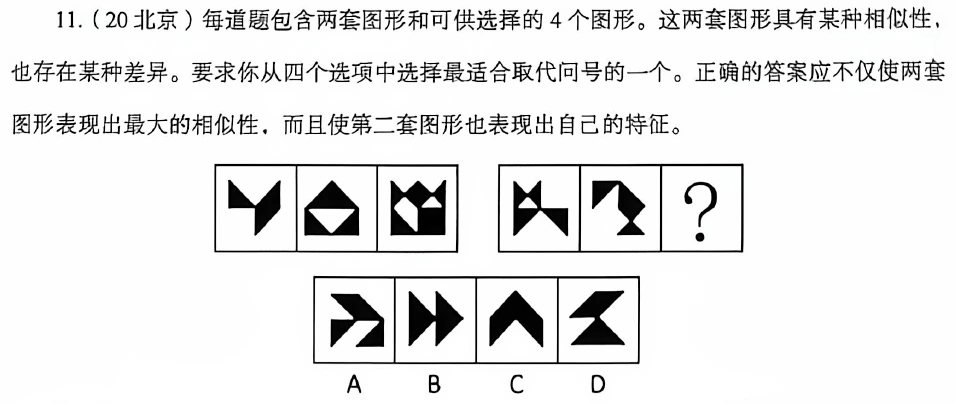 11.（20 北京）每道题包含两套图形和可供选择的 4 个图形。这两套图形具有某种相似性，
也存在某种差异。要求你从四个选项中选择最适合取代问号的一个。正确的答案应不仅使两套
图形表现出最大的相似性，而且使第二套图形也表现出自己的特征。
?
A B C D